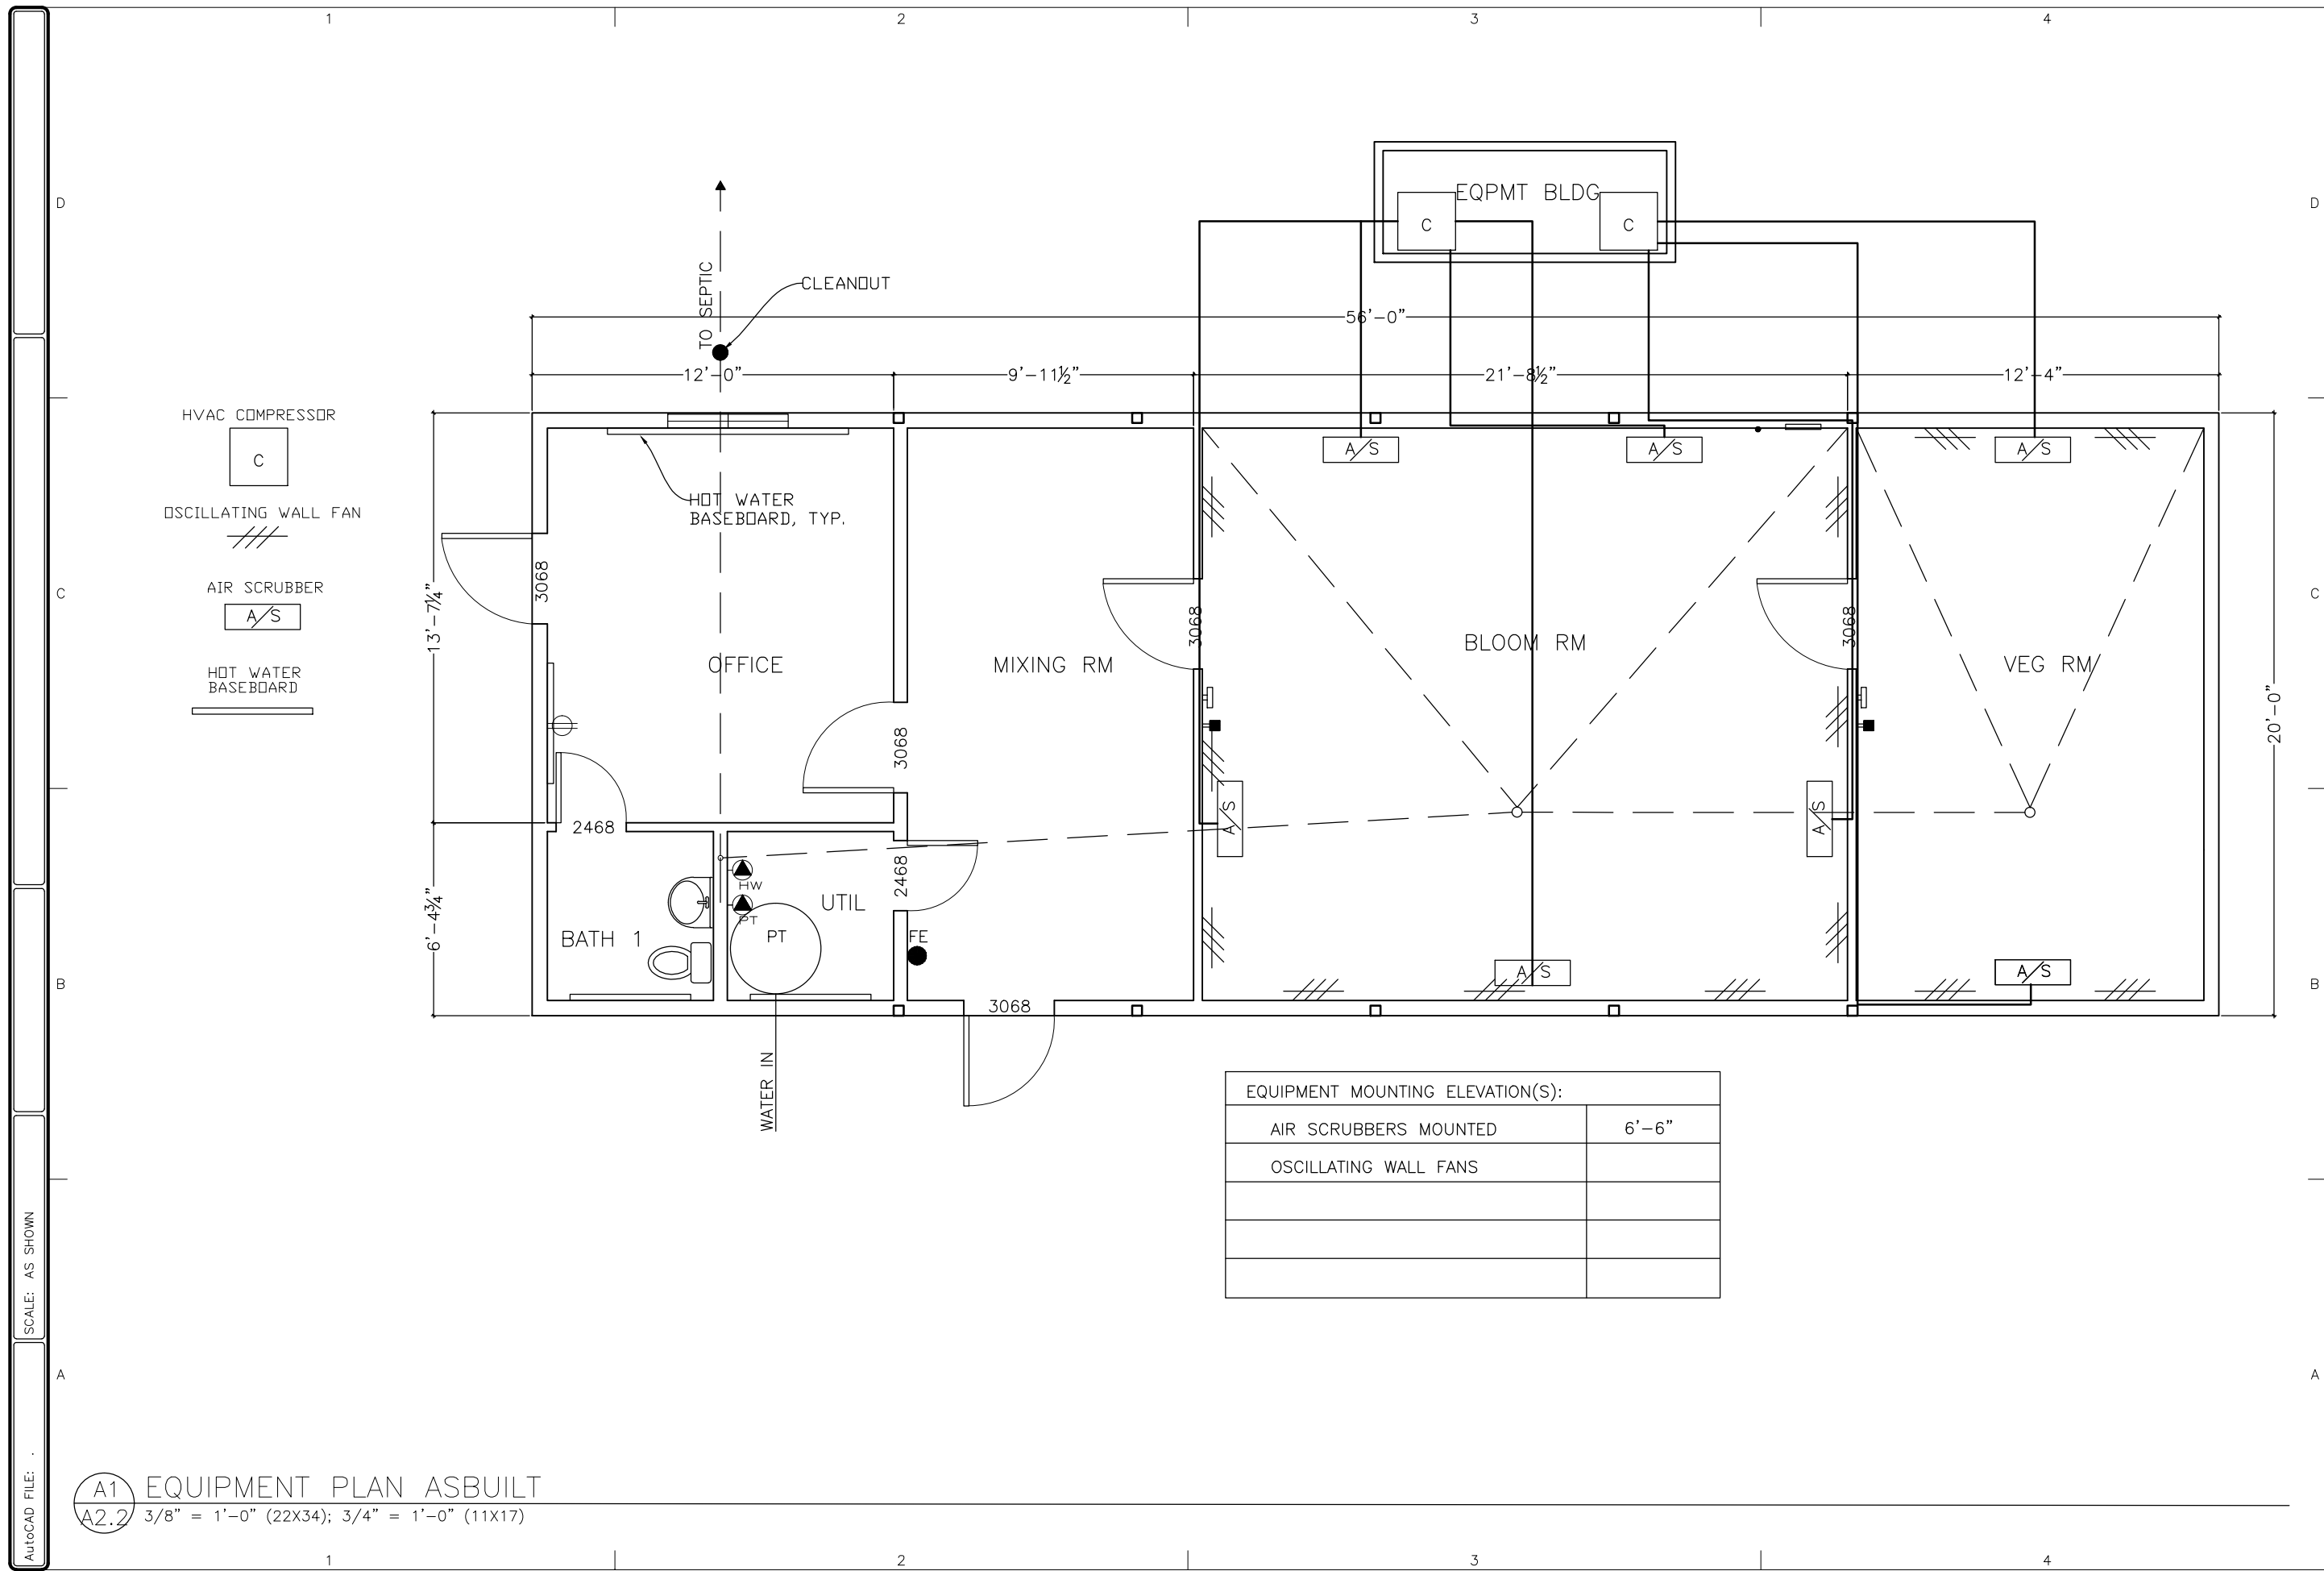 1 2 3 4
D D
EQPMT BLDG
C C
TO SEPTIC
CLEANOUT
56'-0"
12'-0" 9'-11½" 21'-8½" 12'-4"
HVAC COMPRESSOR
C
OSCILLATING WALL FAN
AIR SCRUBBER
A/S
HOT WATER
BASEBOARD
A/S A/S A/S
HOT WATER
BASEBOARD, TYP.
C C
13'-7¼"
3068
3068
3068
OFFICE
MIXING RM
BLOOM RM
VEG RM
20'-0"
3068
2468
A/S
A/S
6'-4¾"
2468
HW
PT
UTIL
BATH 1
PT
FE
A/S
A/S
B B
3068
WATER IN
EQUIPMENT MOUNTING ELEVATION(S):
AIR SCRUBBERS MOUNTED 6'-6"
OSCILLATING WALL FANS
SCALE: AS SHOWN
A A
AutoCAD FILE: .
A1
A2.2
EQUIPMENT PLAN ASBUILT
3/8" = 1'-0" (22X34); 3/4" = 1'-0" (11X17)
1 2 3 4